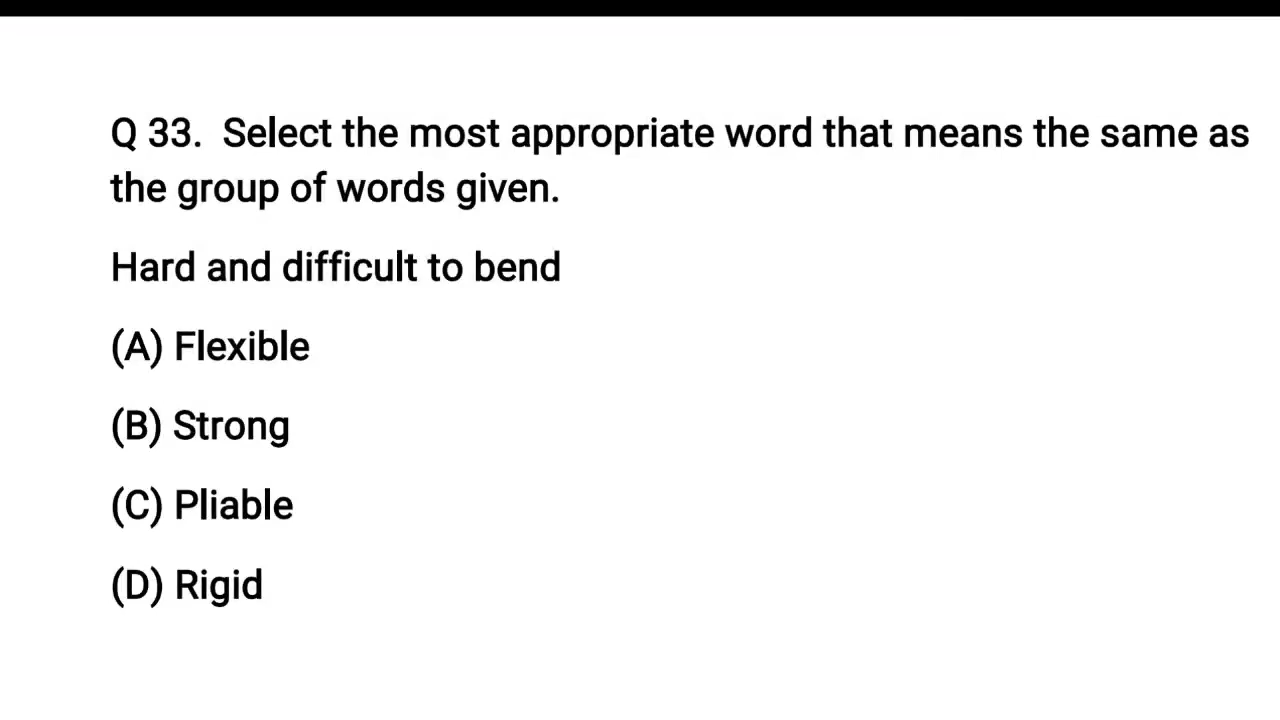 Q 33. Select the most appropriate word that means the same as
the group of words given.
Hard and difficult to bend
(A) Flexible
(B) Strong
(C) Pliable
(D) Rigid